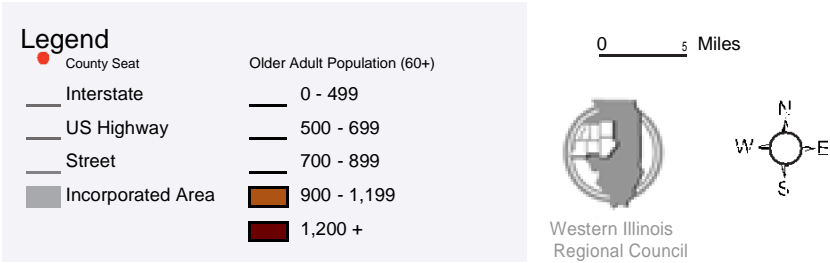 Legend
County Seat
Interstate
US Highway
Street
Incorporated Area
Older Adult Population (60+)
0 - 499
500 - 699
700 - 899
900 - 1,199
1,200 +
0 5 Miles
Western Illinois
Regional Council
N
W E
S